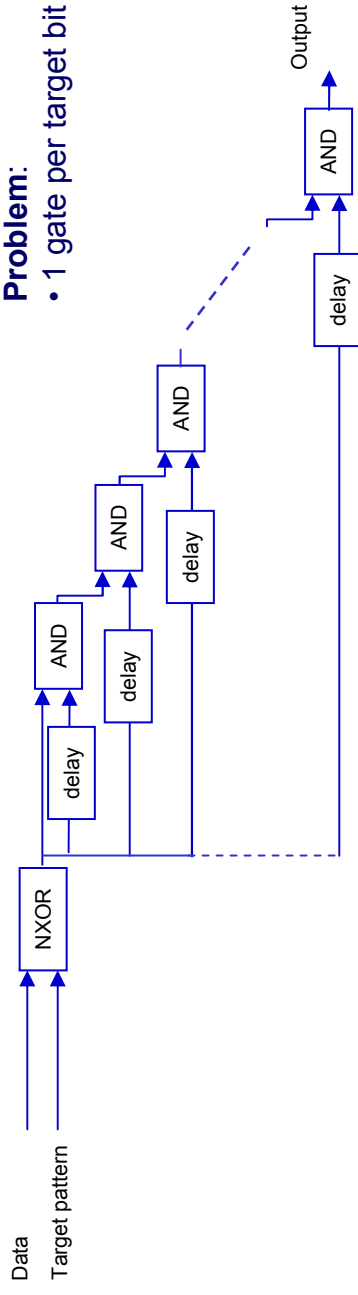 Problem:
• 1 gate per target bit
Data
Target pattern
NXOR
delay
AND
delay
AND
delay
AND
delay
AND
Output